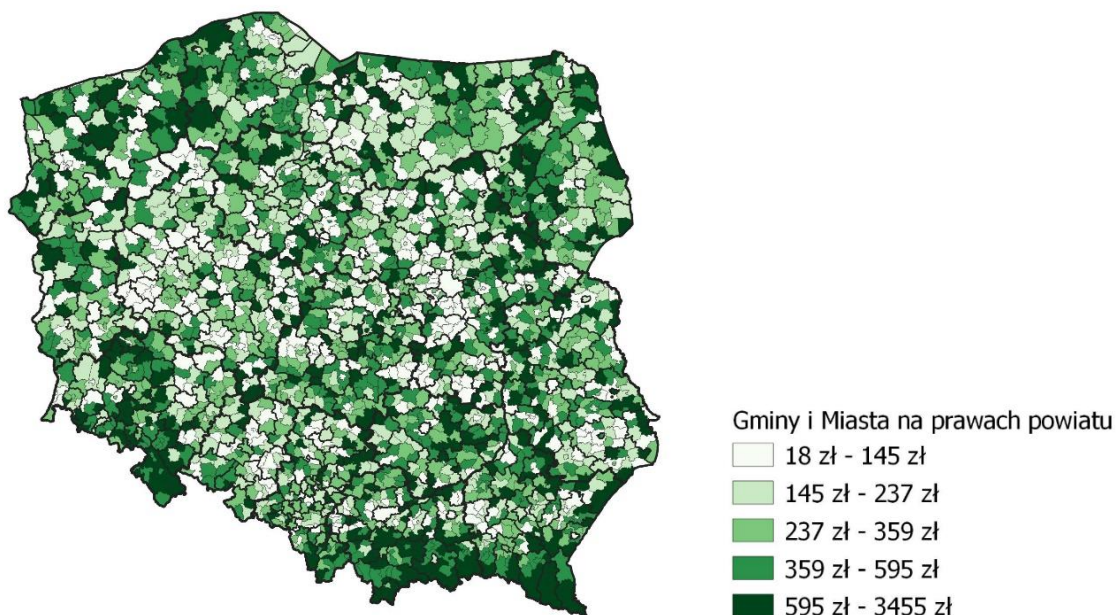 Gminy i Miasta na prawach powiatu
18 zł - 145 zł
145 zł - 237 zł
237 zł - 359 zł
359 zł - 595 zł
595 zł - 3455 zł